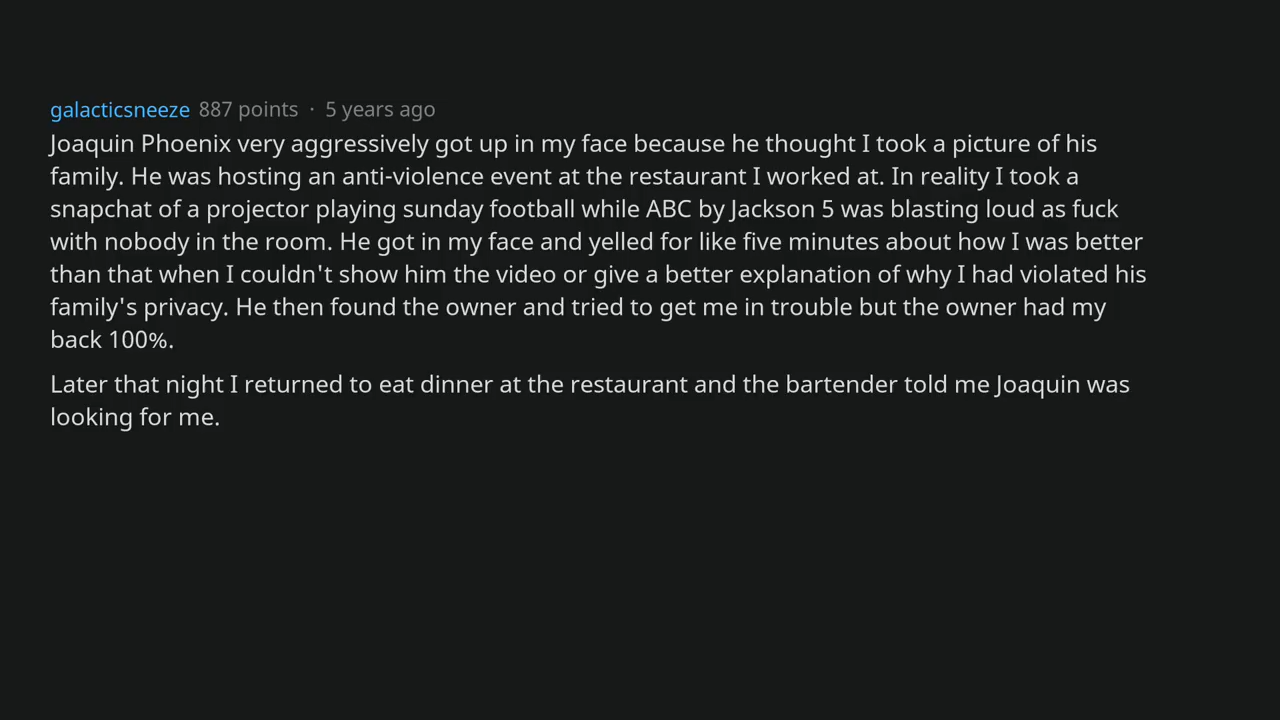 galacticsneeze 887 points · 5 years ago
Joaquin Phoenix very aggressively got up in my face because he thought I took a picture of his
family. He was hosting an anti-violence event at the restaurant I worked at. In reality I took a
snapchat of a projector playing sunday football while ABC by Jackson 5 was blasting loud as fuck
with nobody in the room. He got in my face and yelled for like five minutes about how I was better
than that when I couldn't show him the video or give a better explanation of why I had violated his
family's privacy. He then found the owner and tried to get me in trouble but the owner had my
back 100%.
Later that night I returned to eat dinner at the restaurant and the bartender told me Joaquin was
looking for me.